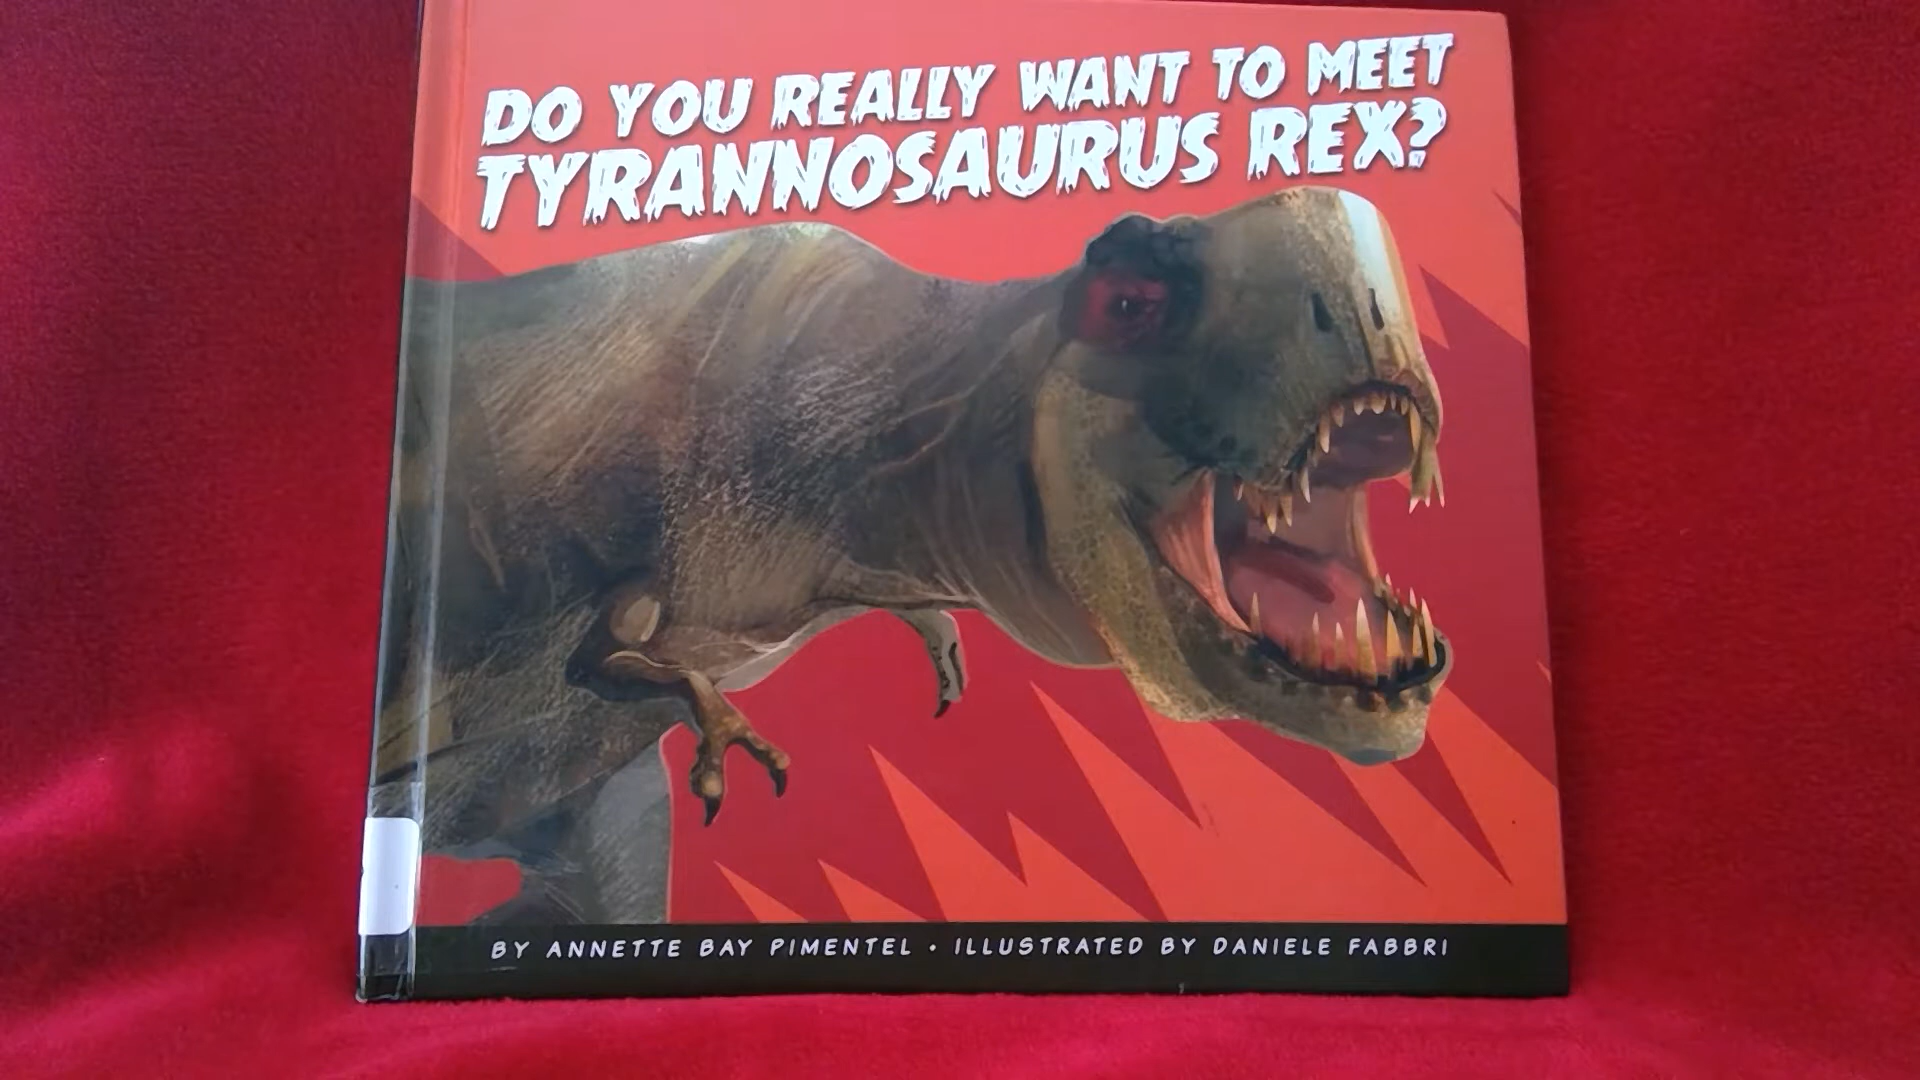 DO YOU REALLY WANT TO MEET
TYRANNOSAURUS REX?
BY ANNETTE BAY PIMENTEL • ILLUSTRATED BY DANIELE FABBRI